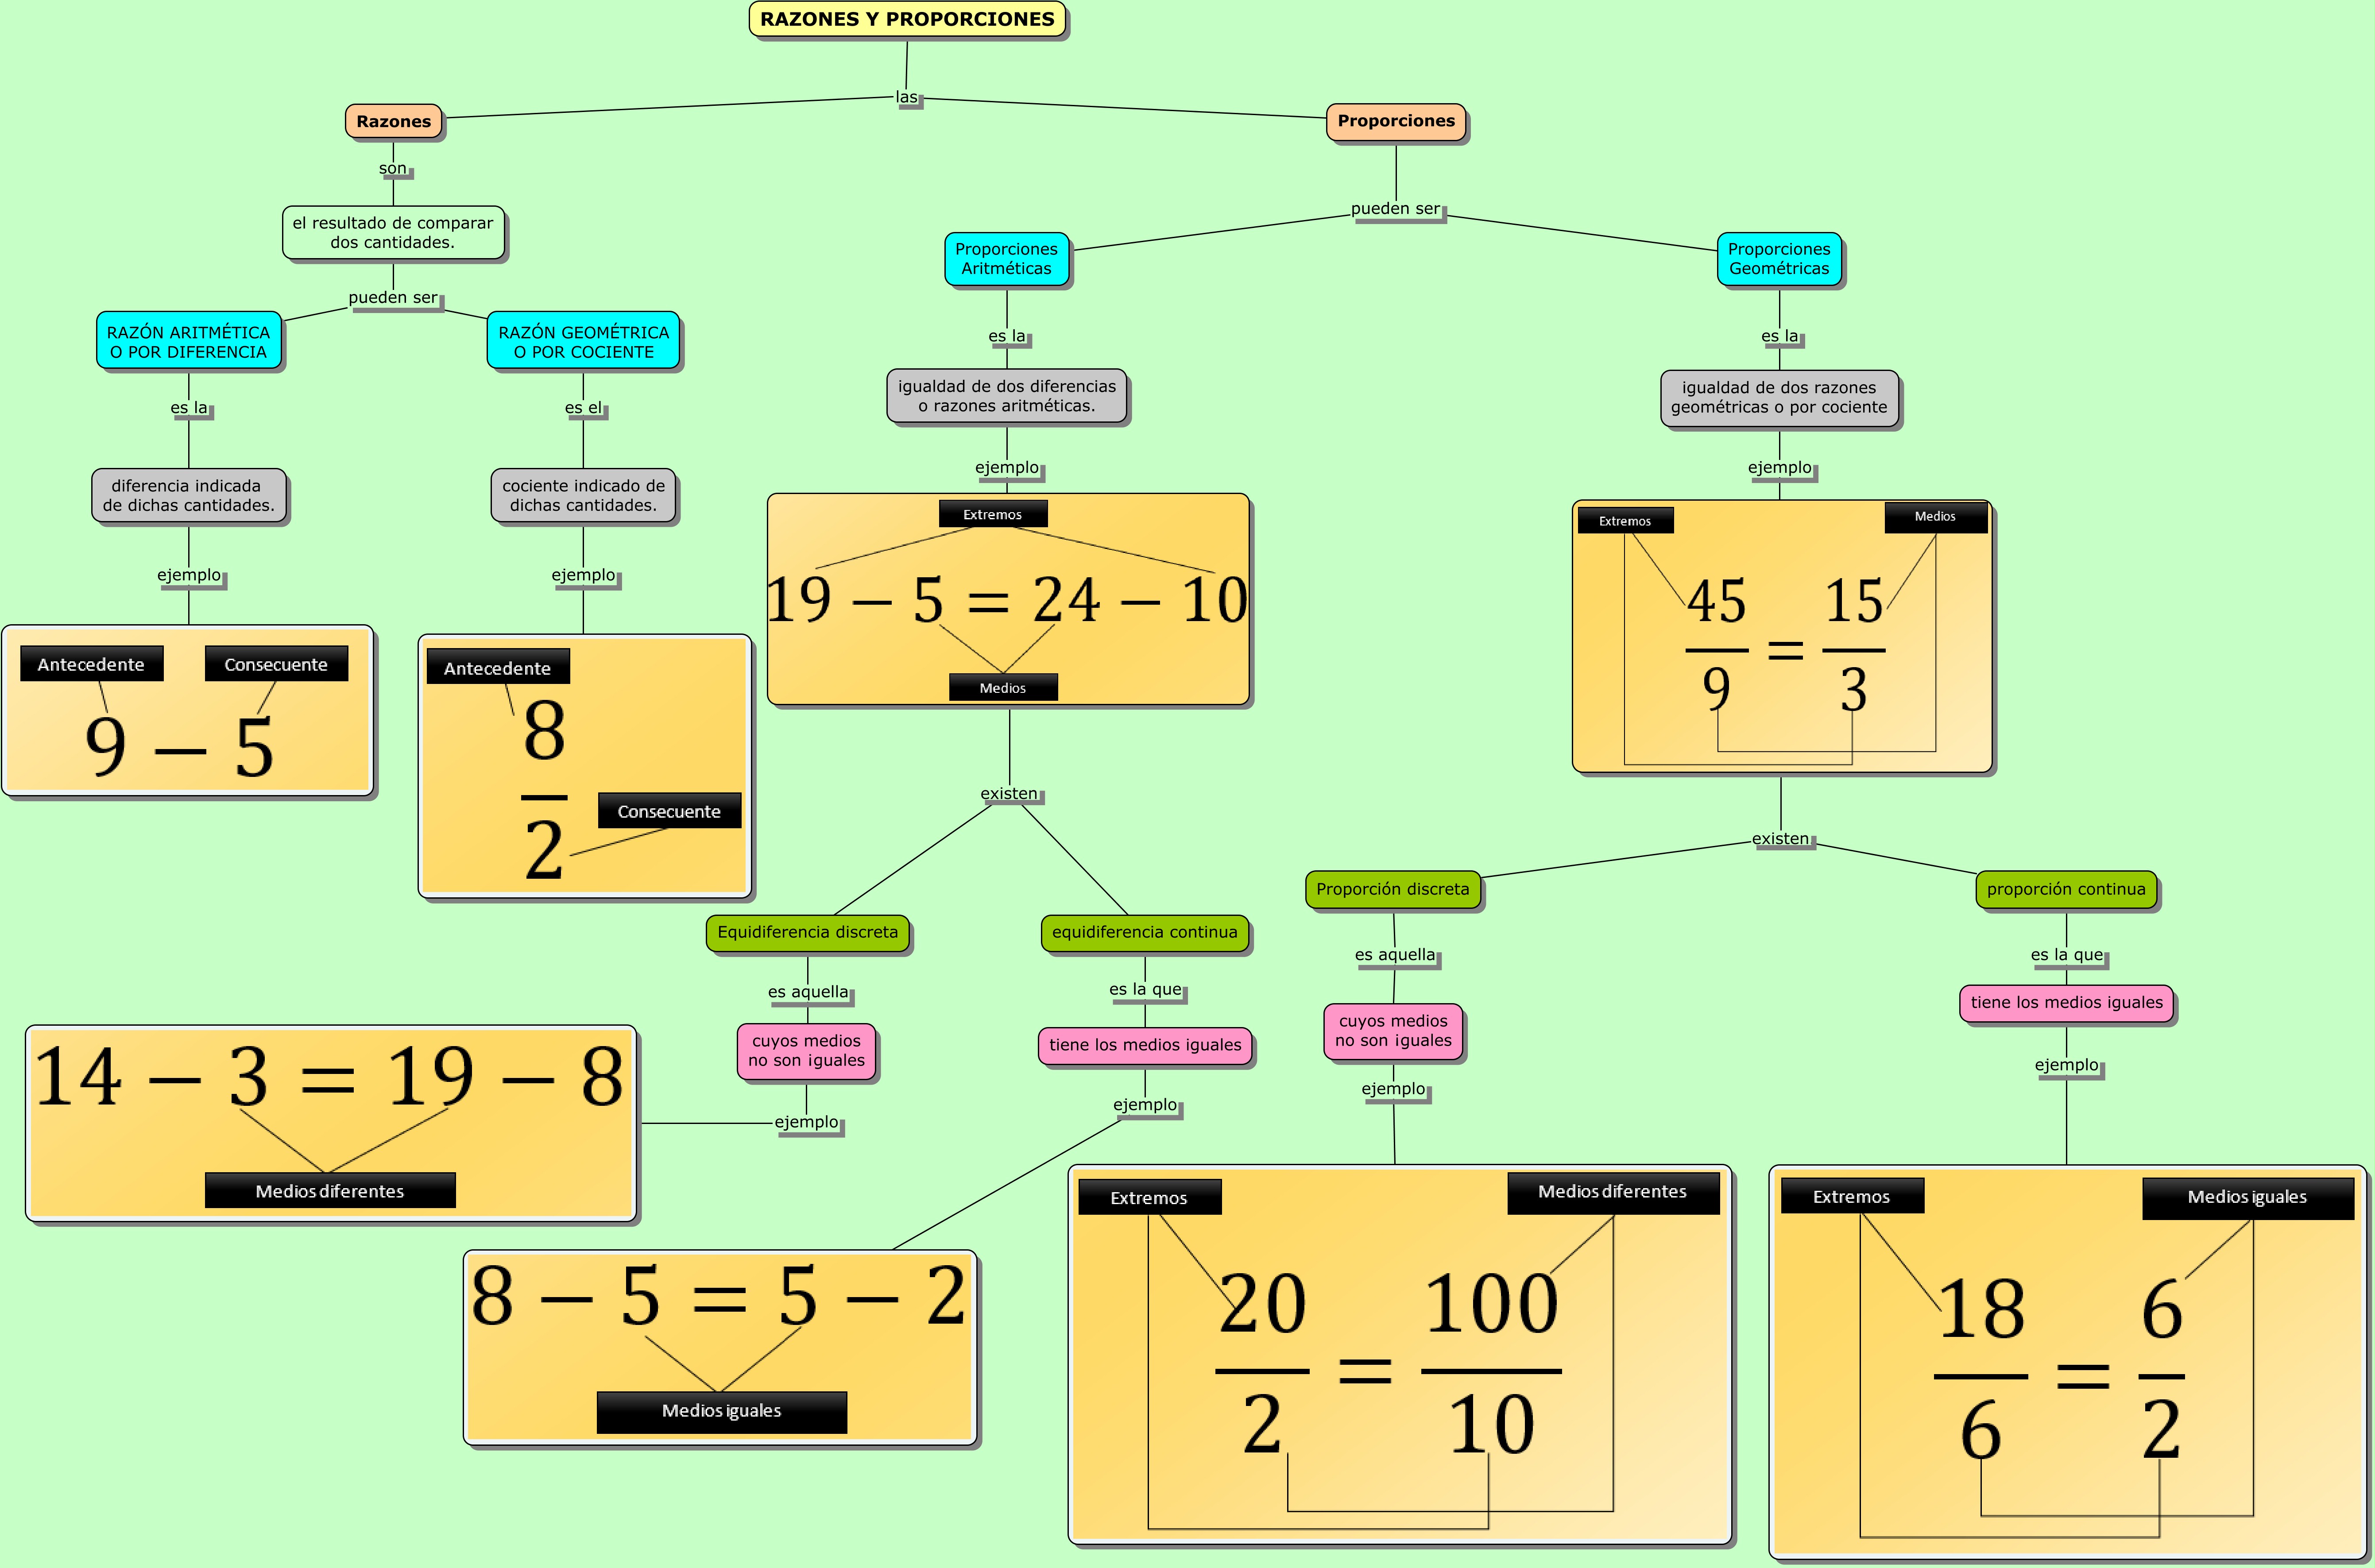 RAZONES Y PROPORCIONES
las
Razones
son
el resultado de comparar
dos cantidades.
pueden ser
RAZÓN ARITMÉTICA
O POR DIFERENCIA
es la
diferencia indicada
de dichas cantidades.
ejemplo
Antecedente Consecuente
9 − 5
RAZÓN GEOMÉTRICA
O POR COCIENTE
es el
cociente indicado de
dichas cantidades.
ejemplo
Antecedente
8
2
Consecuente
Proporciones
pueden ser
Proporciones
Aritméticas
es la
igualdad de dos diferencias
o razones aritméticas.
ejemplo
Extremos
19 − 5 = 24 − 10
Medios
existen
Equidiferencia discreta
es aquella
cuyos medios
no son iguales
ejemplo
14 − 3 = 19 − 8
Medios diferentes
equidiferencia continua
es la que
tiene los medios iguales
ejemplo
8 − 5 = 5 − 2
Medios iguales
Proporciones
Geométricas
es la
igualdad de dos razones
geométricas o por cociente
ejemplo
Extremos Medios
45 15
=
9 3
existen
Proporción discreta
es aquella
cuyos medios
no son iguales
ejemplo
Extremos Medios diferentes
20 100
=
2 10
proporción continua
es la que
tiene los medios iguales
ejemplo
Extremos Medios iguales
18 6
=
6 2